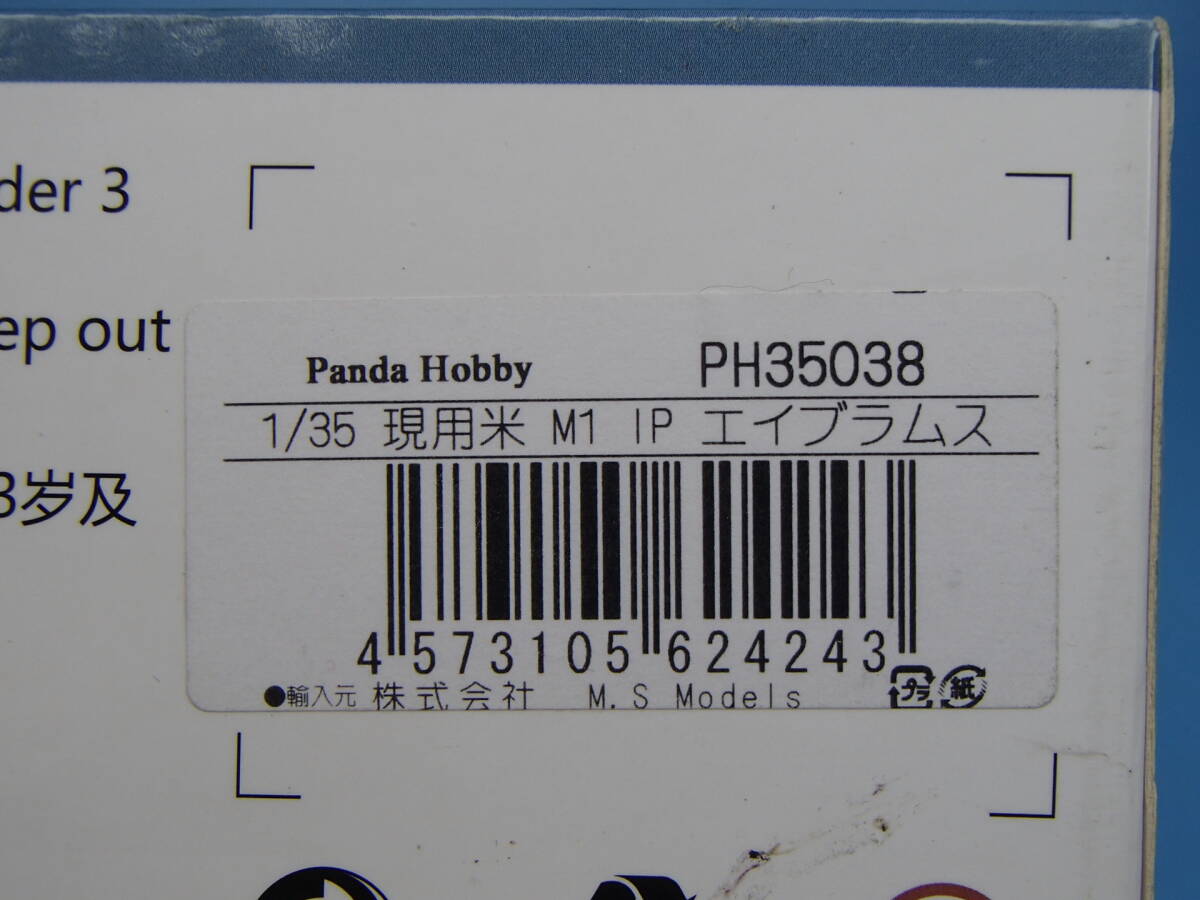 der 3
ep out
3岁及
Panda Hobby PH35038
1/35 現用米 M1 IP エイブラムス
4 573105 624243
●輸入元 株式会社 M.S Models プラ 紙